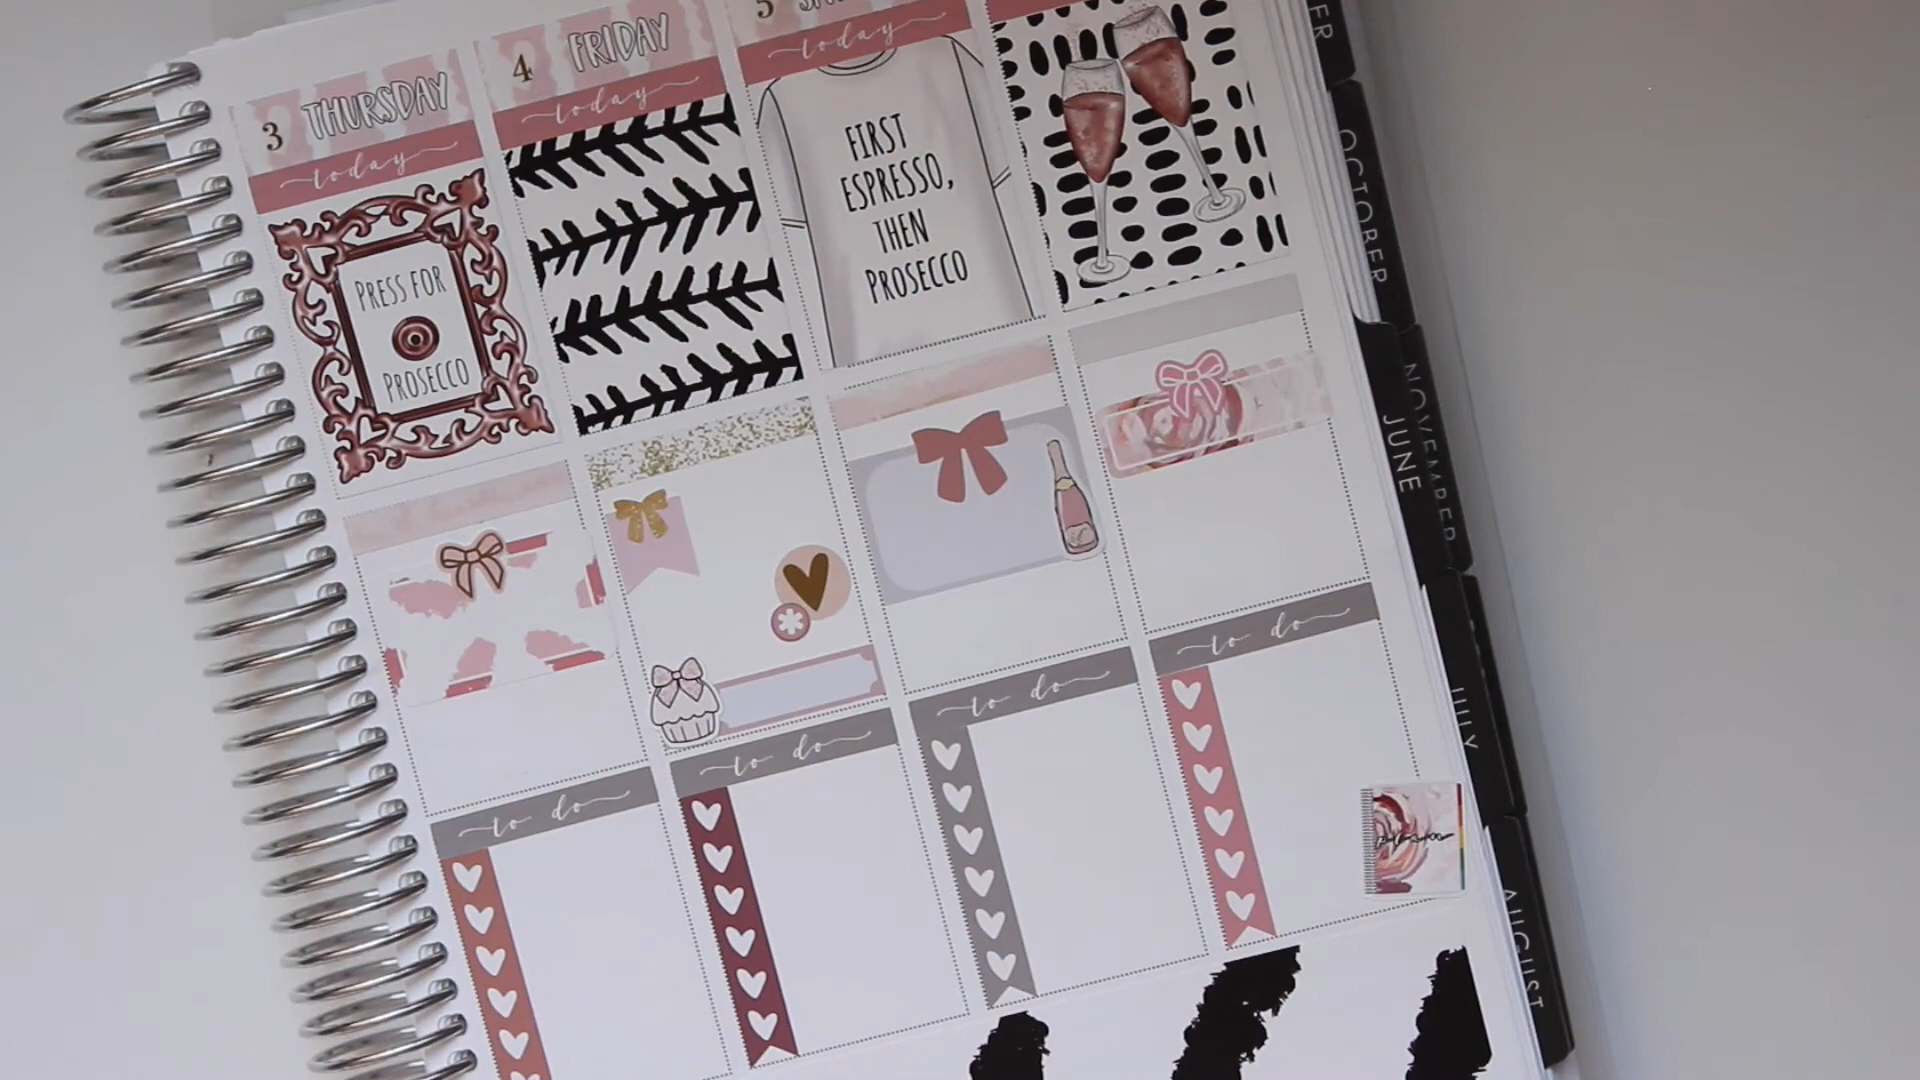 3 THURSDAY
4 FRIDAY
5
today
today
today
PRESS FOR
PROSECCO
FIRST
ESPRESSO,
THEN
PROSECCO
to do
to do
to do
to do
OCTOBER
NOVEMBER
JUNE
JULY
AUGUST